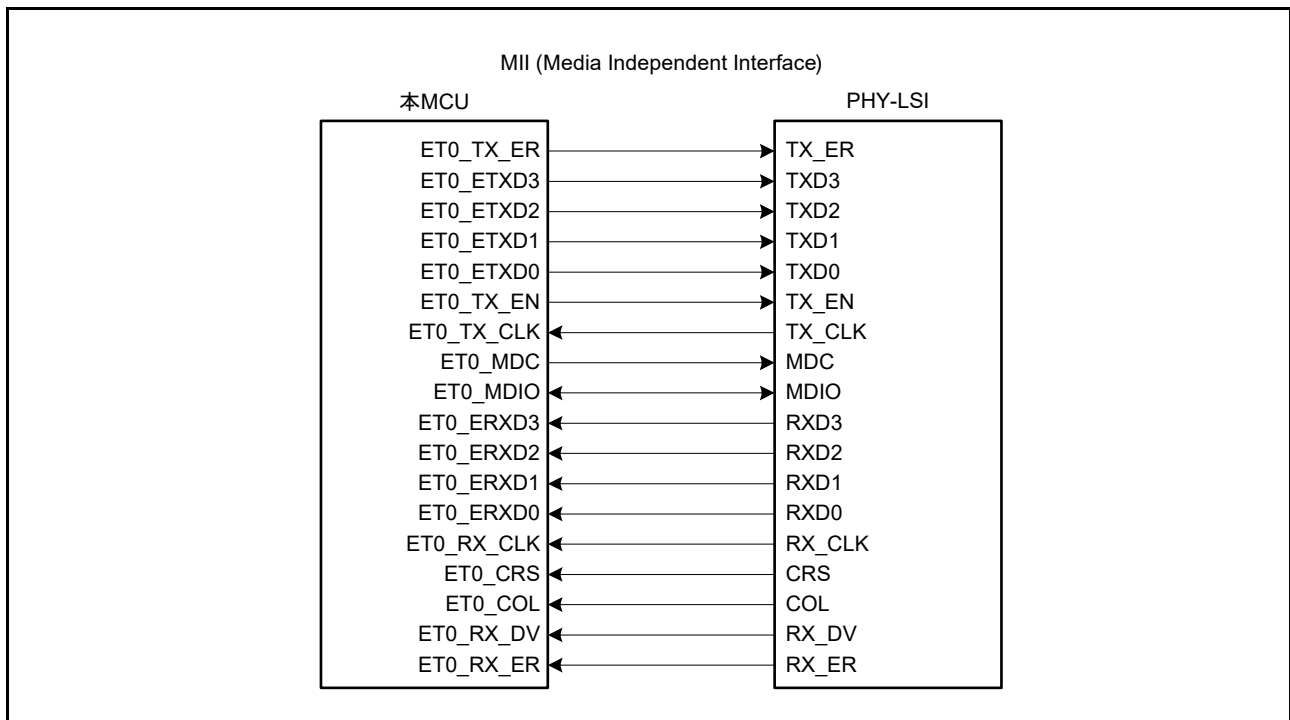 MII (Media Independent Interface)
本MCU PHY-LSI
ET0_TX_ER TX_ER
ET0_ETXD3 TXD3
ET0_ETXD2 TXD2
ET0_ETXD1 TXD1
ET0_ETXD0 TXD0
ET0_TX_EN TX_EN
ET0_TX_CLK TX_CLK
ET0_MDC MDC
ET0_MDIO MDIO
ET0_ERXD3 RXD3
ET0_ERXD2 RXD2
ET0_ERXD1 RXD1
ET0_ERXD0 RXD0
ET0_RX_CLK RX_CLK
ET0_CRS CRS
ET0_COL COL
ET0_RX_DV RX_DV
ET0_RX_ER RX_ER